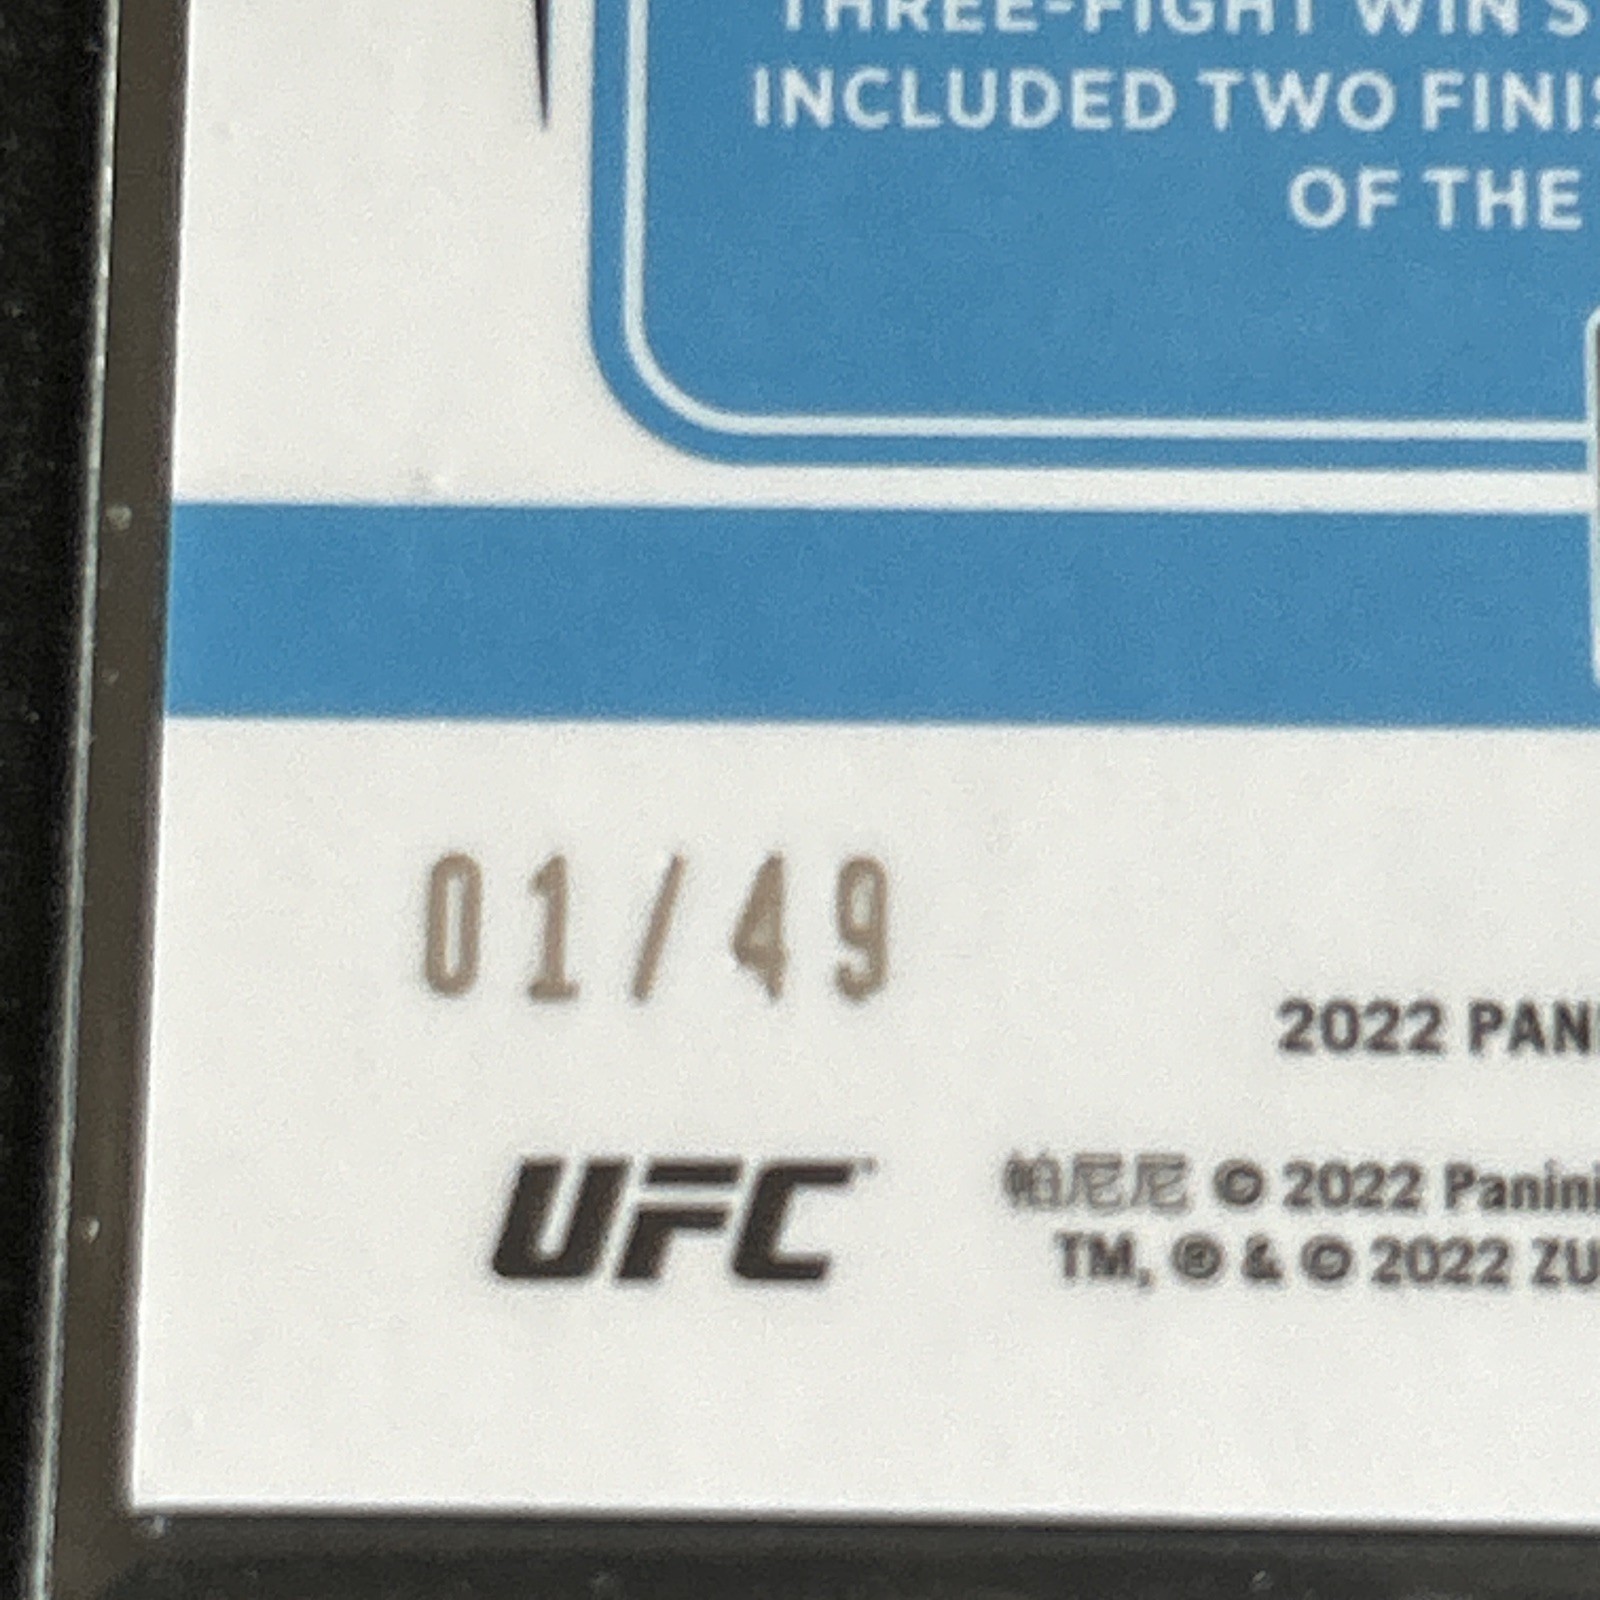 THREE-FIGHT WIN S
INCLUDED TWO FINIS
OF THE
01/49
2022 PANI
UFC
帕尼尼 © 2022 Panini
TM, ® & © 2022 ZU